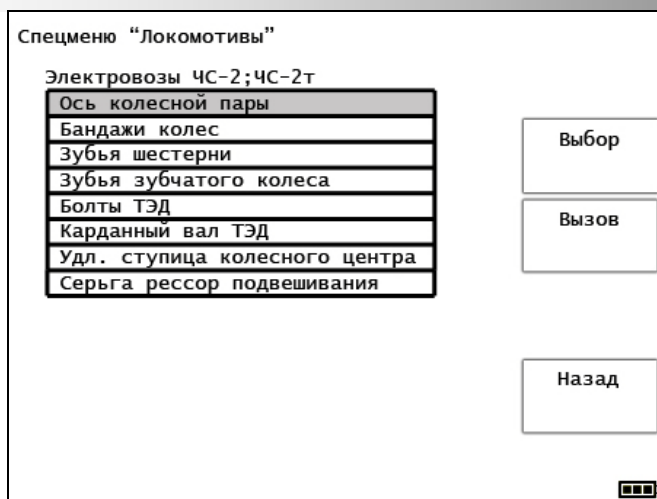 Спецменю “Локомотивы”
Электровозы ЧС-2;ЧС-2т
Ось колесной пары
Бандажи колес
Зубья шестерни
Зубья зубчатого колеса
Болты ТЭД
Карданный вал ТЭД
Удл. ступица колесного центра
Серьга рессор подвешивания
Выбор
Вызов
Назад